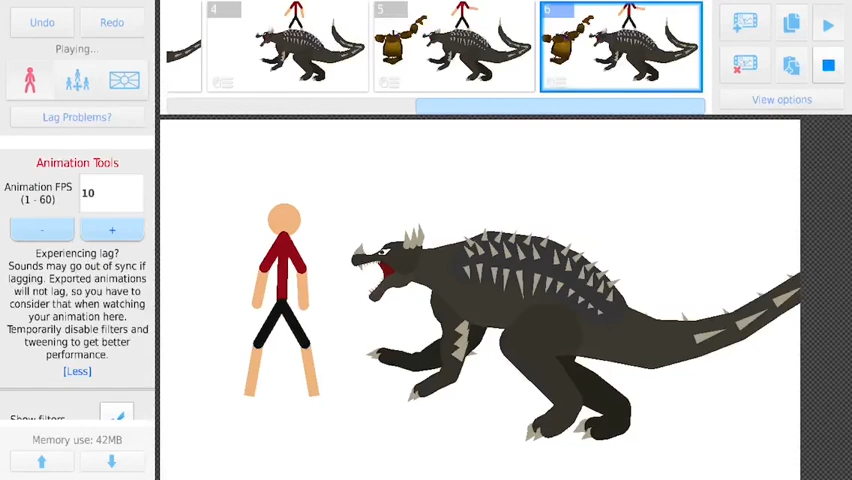 Undo
Redo
Playing...
Lag Problems?
Animation Tools
Animation FPS
(1 - 60)
10
-
+
Experiencing lag?
Sounds may go out of sync if
lagging. Exported animations
will not lag, so you have to
consider that when watching
your animation here.
Temporarily disable filters and
tweening to get better
performance.
[Less]
Show filters
Memory use: 42MB
4
5
6
View options